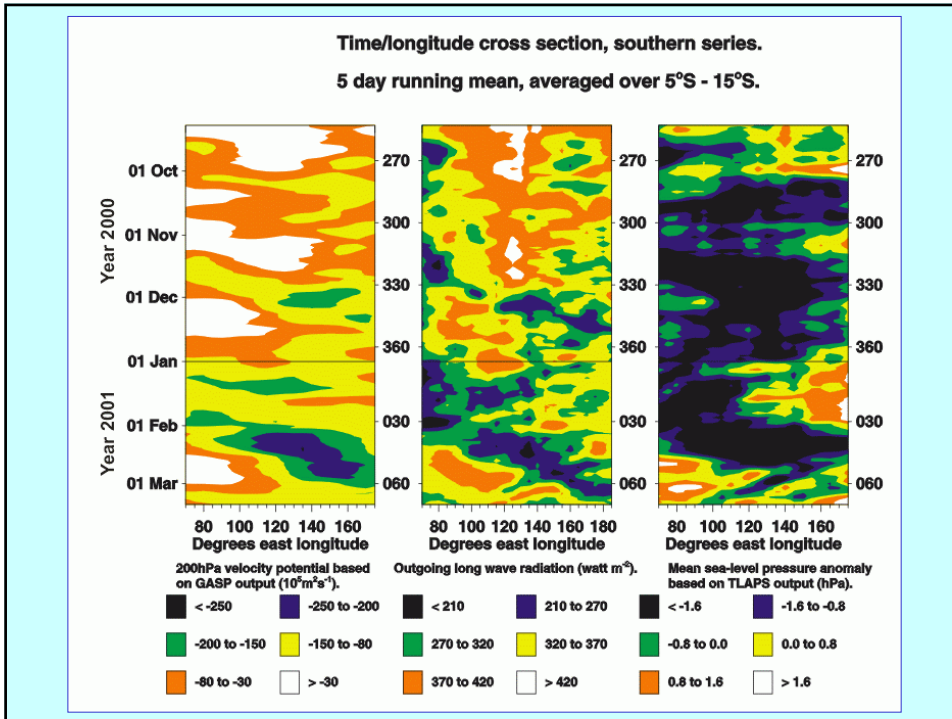 Time/longitude cross section, southern series.
5 day running mean, averaged over 5°S - 15°S.
Year 2000
Year 2001
01 Oct
01 Nov
01 Dec
01 Jan
01 Feb
01 Mar
270
300
330
360
030
060
270
300
330
360
030
060
270
300
330
360
030
060
80 100 120 140 160
80 100 120 140 160 180
80 100 120 140 160
Degrees east longitude
Degrees east longitude
Degrees east longitude
200hPa velocity potential based
on GASP output (10⁵m²s⁻¹).
Outgoing long wave radiation (watt m⁻²).
Mean sea-level pressure anomaly
based on TLAPS output (hPa).
< -250
-250 to -200
< 210
210 to 270
< -1.6
-1.6 to -0.8
-200 to -150
-150 to -80
270 to 320
320 to 370
-0.8 to 0.0
0.0 to 0.8
-80 to -30
> -30
370 to 420
> 420
0.8 to 1.6
> 1.6